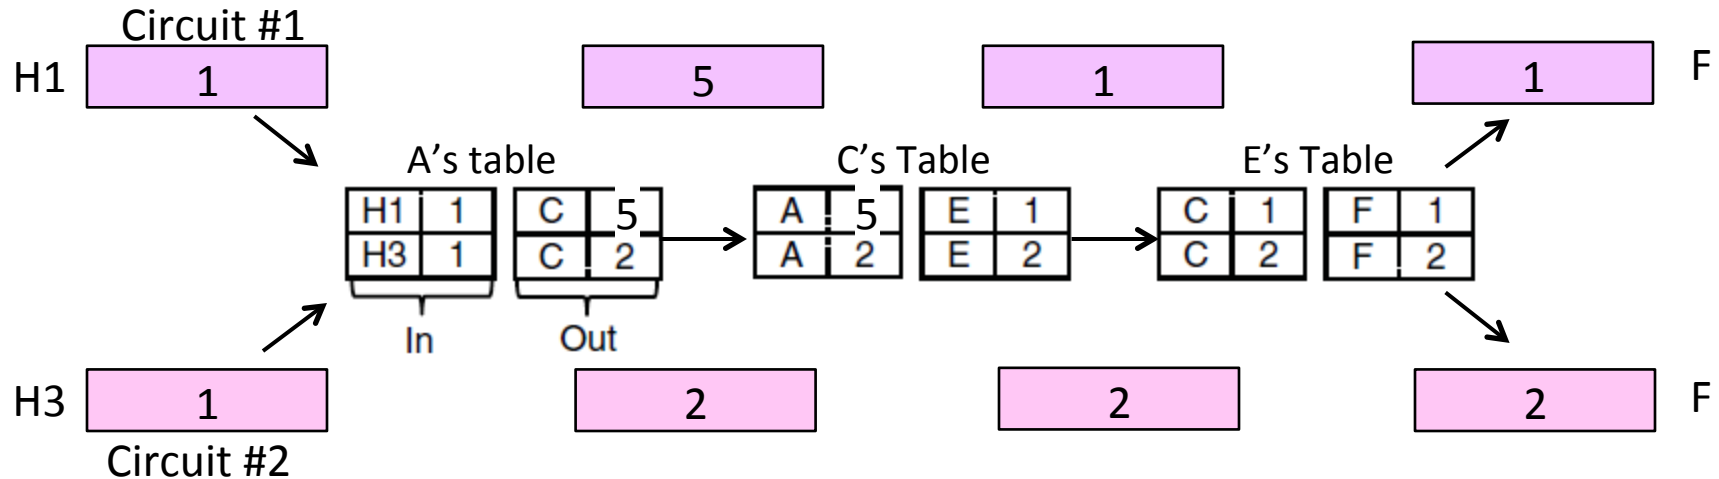 Circuit #1
H1 1 5 1 1 F
A's table C's Table E's Table
H1 1 C 5 A 5 E 1 C 1 F 1
H3 1 C 2 A 2 E 2 C 2 F 2
In Out
H3 1 2 2 2 F
Circuit #2